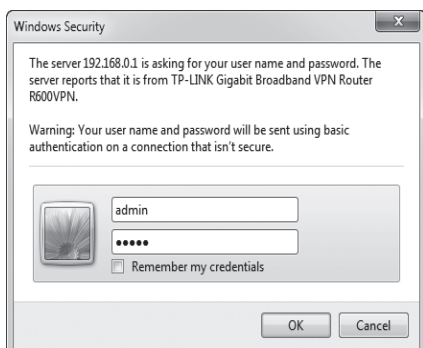 Windows Security
x
The server 192.168.0.1 is asking for your user name and password. The
server reports that it is from TP-LINK Gigabit Broadband VPN Router
R600VPN.
Warning: Your user name and password will be sent using basic
authentication on a connection that isn't secure.
admin
•••••
Remember my credentials
OK
Cancel